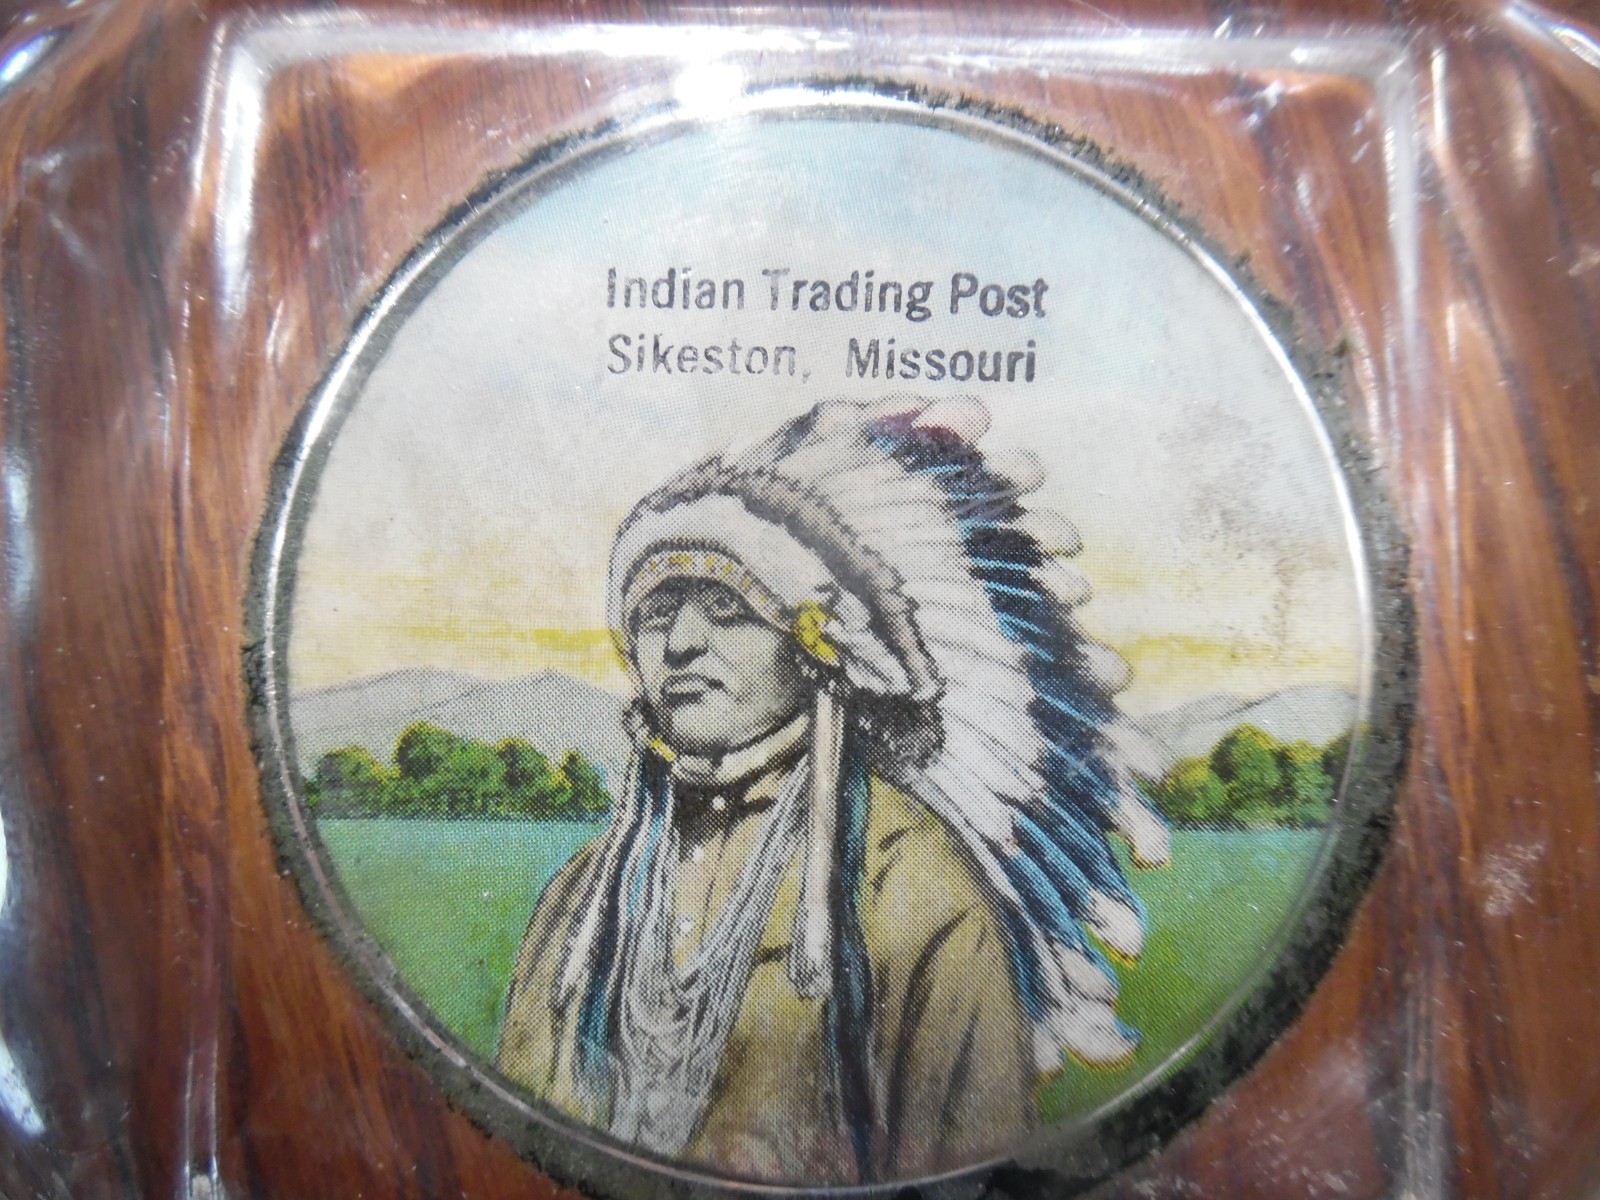 Indian Trading Post
Sikeston, Missouri